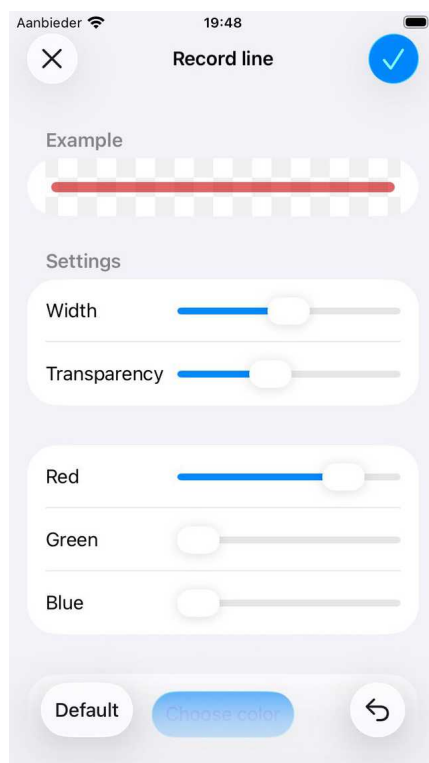 Aanbieder 19:48
Record line
Example
Settings
Width
Transparency
Red
Green
Blue
Default Choose color